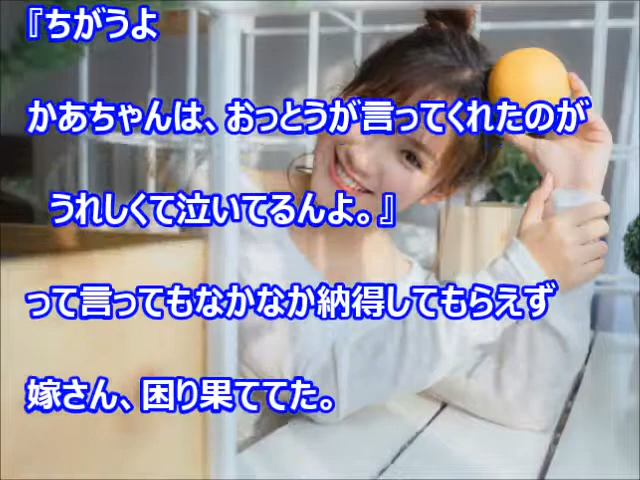 『ちがうよ
かあちゃんは、おっとうが言ってくれたのが
うれしくて泣いてるんよ。』
って言ってもなかなか納得してもらえず
嫁さん、困り果ててた。